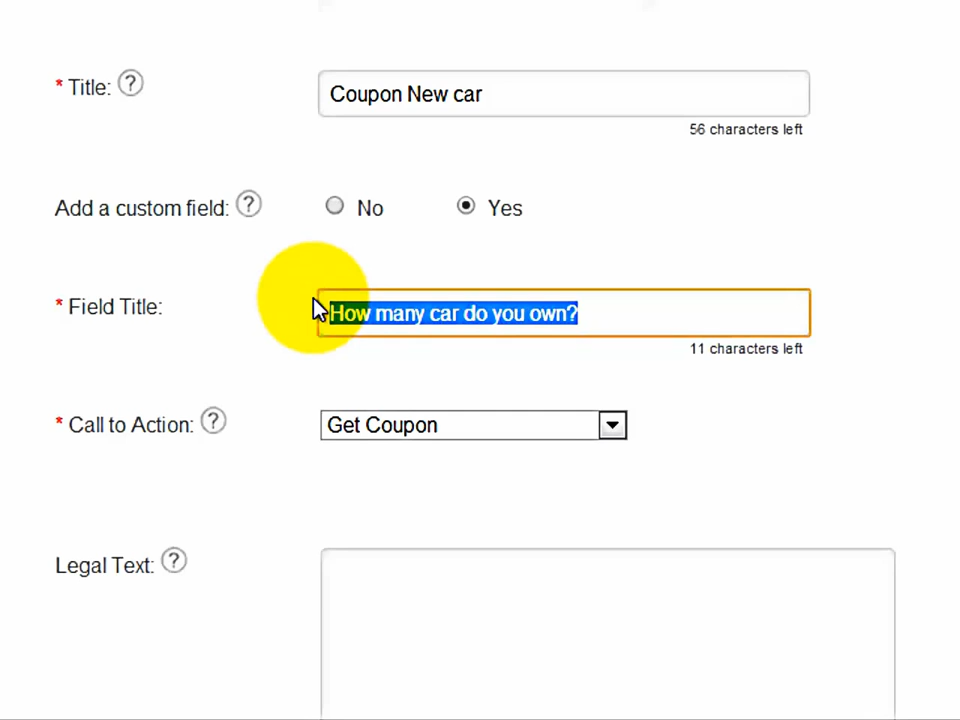 * Title: ?
Coupon New car
56 characters left
Add a custom field: ?
No
Yes
* Field Title:
How many car do you own?
11 characters left
* Call to Action: ?
Get Coupon
Legal Text: ?